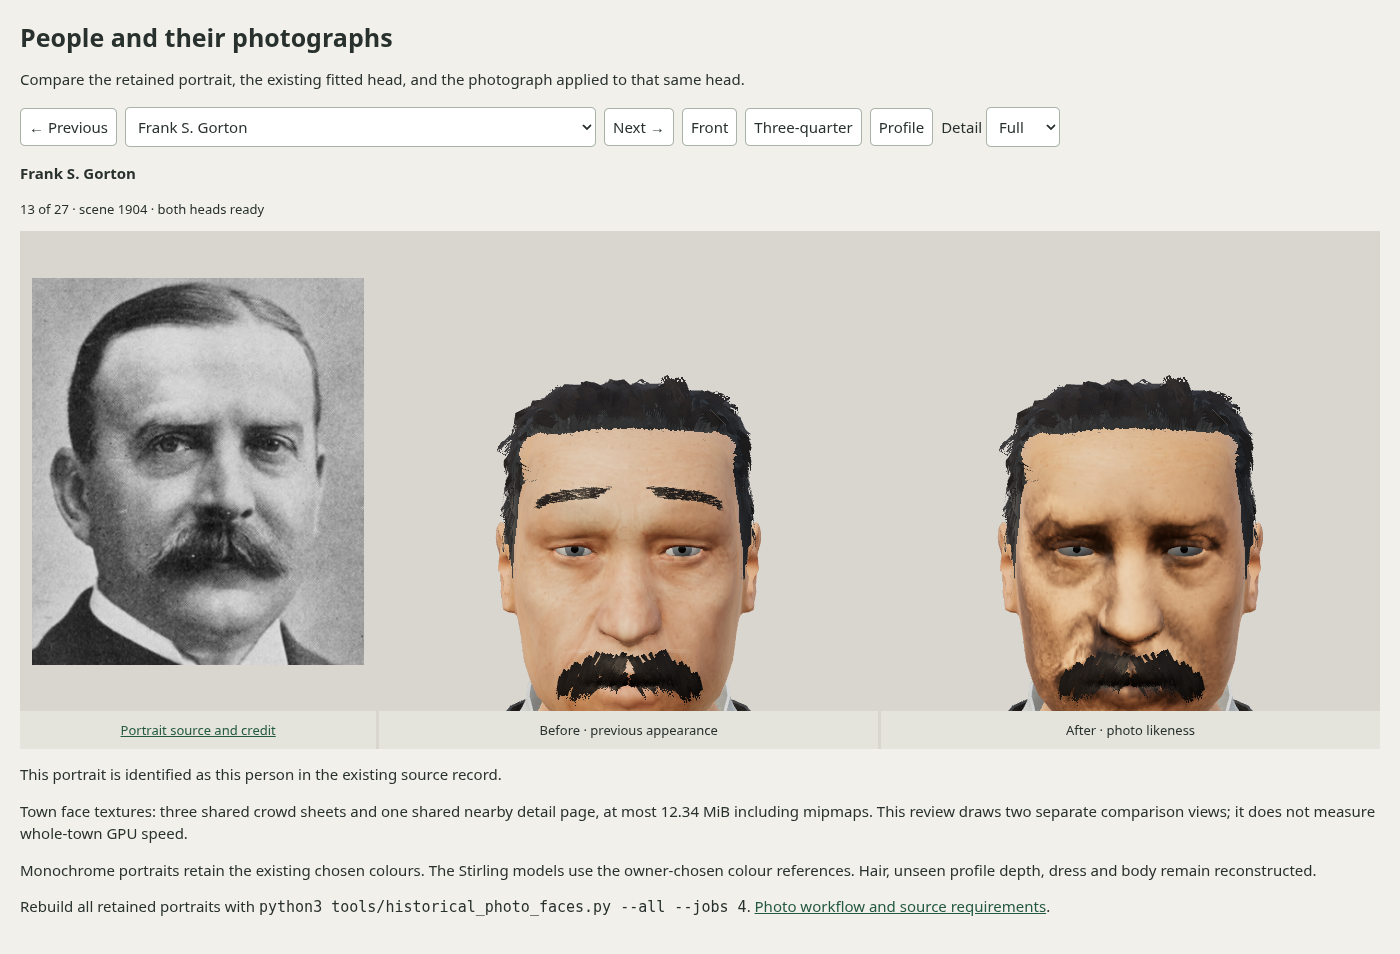 People and their photographs
Compare the retained portrait, the existing fitted head, and the photograph applied to that same head.
← Previous Frank S. Gorton Next → Front Three-quarter Profile Detail Full
Frank S. Gorton
13 of 27 · scene 1904 · both heads ready
Portrait source and credit Before · previous appearance After · photo likeness
This portrait is identified as this person in the existing source record.
Town face textures: three shared crowd sheets and one shared nearby detail page, at most 12.34 MiB including mipmaps. This review draws two separate comparison views; it does not measure
whole-town GPU speed.
Monochrome portraits retain the existing chosen colours. The Stirling models use the owner-chosen colour references. Hair, unseen profile depth, dress and body remain reconstructed.
Rebuild all retained portraits with python3 tools/historical_photo_faces.py --all --jobs 4. Photo workflow and source requirements.